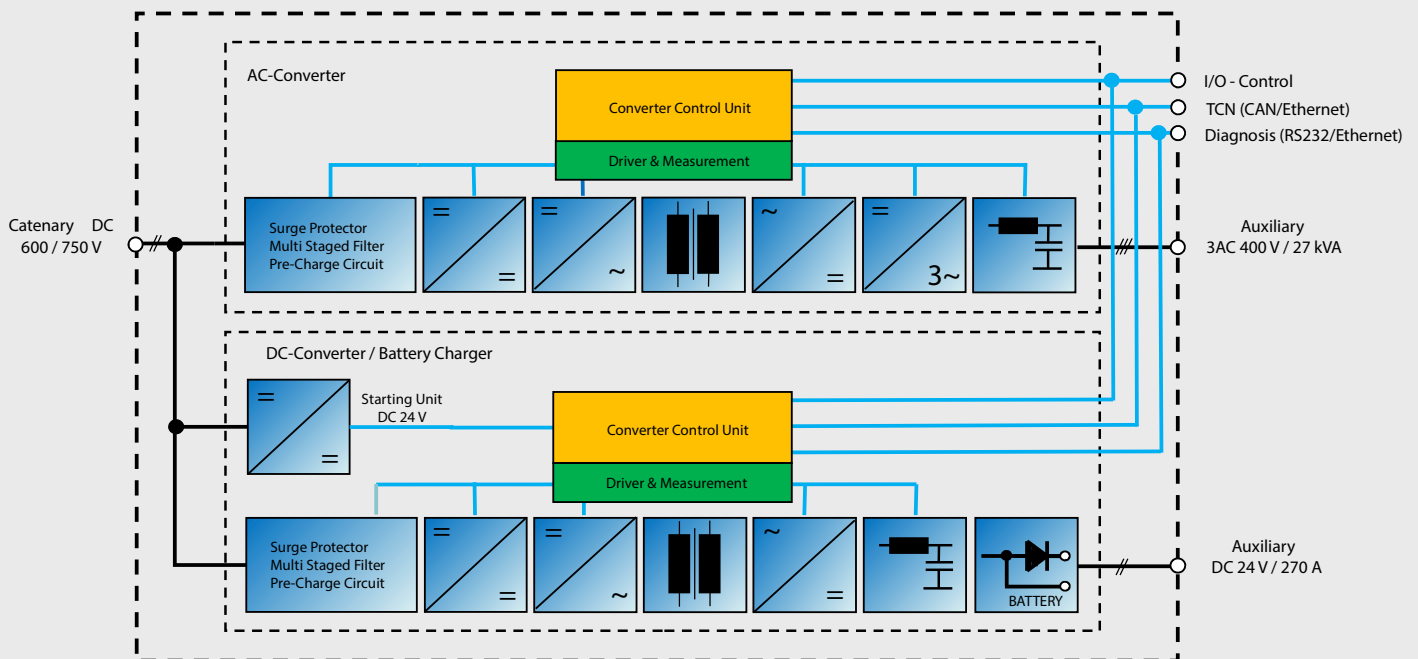 AC-Converter
Converter Control Unit
Driver & Measurement
I/O - Control
TCN (CAN/Ethernet)
Diagnosis (RS232/Ethernet)
Catenary DC
600 / 750 V
Surge Protector
Multi Staged Filter
Pre-Charge Circuit
=
=
=
~
~
=
=
3~
Auxiliary
3AC 400 V / 27 kVA
DC-Converter / Battery Charger
=
=
Starting Unit
DC 24 V
Converter Control Unit
Driver & Measurement
Surge Protector
Multi Staged Filter
Pre-Charge Circuit
=
=
=
~
~
=
BATTERY
Auxiliary
DC 24 V / 270 A